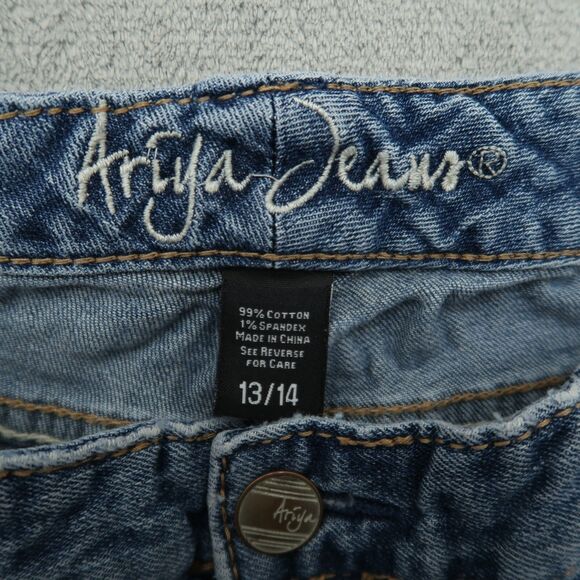 Ariya Jeans®
99% COTTON
1% SPANDEX
MADE IN CHINA
SEE REVERSE
FOR CARE
13/14
Ariya